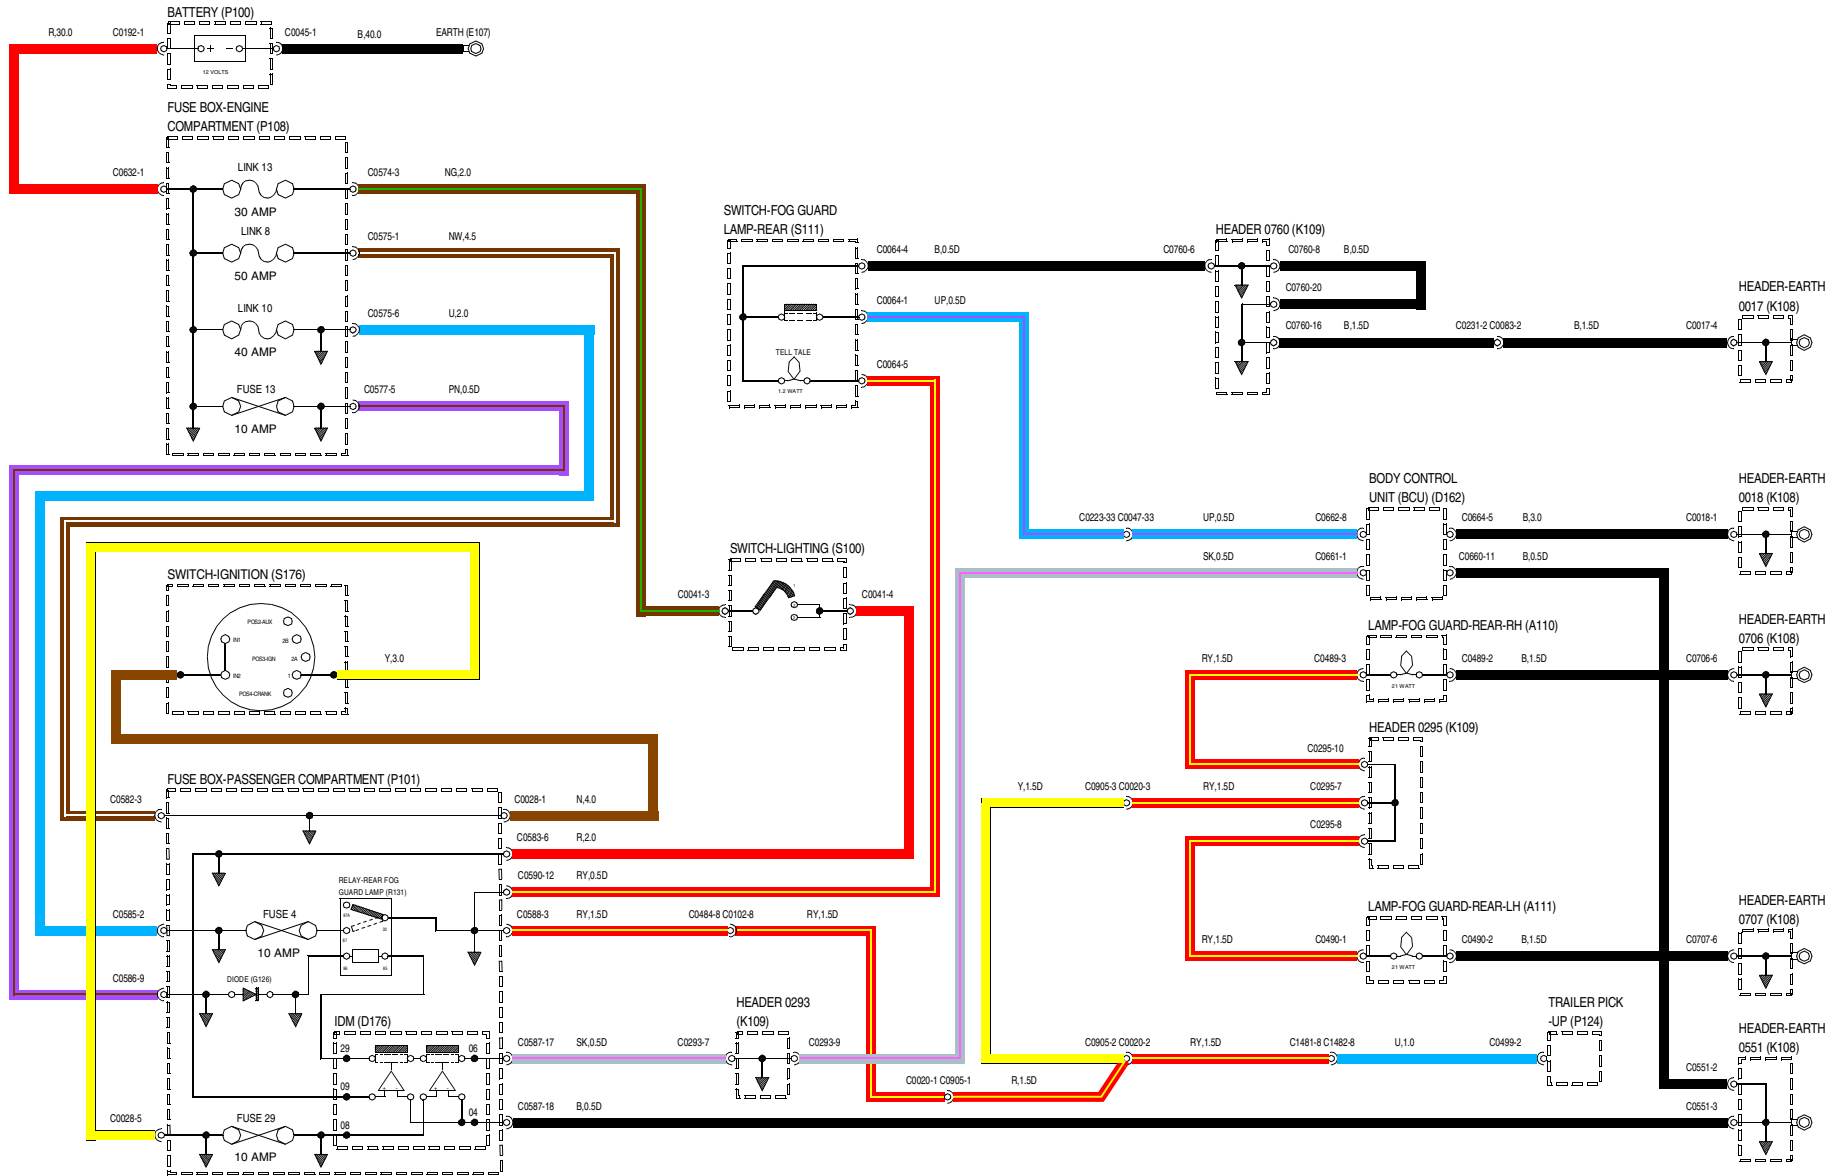 BATTERY (P100)
R,30.0
C0192-1
C0045-1
B,40.0
EARTH (E107)
12 VOLTS
FUSE BOX-ENGINE
COMPARTMENT (P108)
C0632-1
LINK 13
30 AMP
C0574-3
NG,2.0
LINK 8
50 AMP
C0575-1
NW,4.5
LINK 10
40 AMP
C0575-6
U,2.0
FUSE 13
10 AMP
C0577-5
PN,0.5D
SWITCH-FOG GUARD
LAMP-REAR (S111)
C0064-4
B,0.5D
C0064-1
UP,0.5D
TELL TALE
1.2 WATT
C0064-5
HEADER 0760 (K109)
C0760-6
C0760-8
B,0.5D
C0760-20
C0760-16
B,1.5D
C0231-2 C0083-2
B,1.5D
C0017-4
HEADER-EARTH
0017 (K108)
BODY CONTROL
UNIT (BCU) (D162)
C0223-33 C0047-33
UP,0.5D
C0662-8
SK,0.5D
C0661-1
C0664-5
B,3.0
C0018-1
C0660-11
B,0.5D
HEADER-EARTH
0018 (K108)
SWITCH-LIGHTING (S100)
C0041-3
C0041-4
SWITCH-IGNITION (S176)
POS2-AUX
IN1
2B
POS3-IGN
2A
IN2
1
POS4-CRANK
Y,3.0
LAMP-FOG GUARD-REAR-RH (A110)
RY,1.5D
C0489-3
21 WATT
C0489-2
B,1.5D
C0706-6
HEADER-EARTH
0706 (K108)
HEADER 0295 (K109)
C0295-10
Y,1.5D
C0905-3 C0020-3
RY,1.5D
C0295-7
C0295-8
FUSE BOX-PASSENGER COMPARTMENT (P101)
C0582-3
C0028-1
N,4.0
C0583-6
R,2.0
C0590-12
RY,0.5D
RELAY-REAR FOG
GUARD LAMP (R131)
87A
30
87
86
85
C0585-2
FUSE 4
10 AMP
C0588-3
RY,1.5D
C0484-8 C0102-8
RY,1.5D
C0586-9
DIODE (G126)
LAMP-FOG GUARD-REAR-LH (A111)
RY,1.5D
C0490-1
21 WATT
C0490-2
B,1.5D
C0707-6
HEADER-EARTH
0707 (K108)
IDM (D176)
29
06
09
04
08
C0587-17
SK,0.5D
C0293-7
HEADER 0293
(K109)
C0293-9
C0905-2 C0020-2
RY,1.5D
C1481-8 C1482-8
U,1.0
C0499-2
TRAILER PICK
-UP (P124)
C0020-1 C0905-1
R,1.5D
C0028-5
FUSE 29
10 AMP
C0587-18
B,0.5D
HEADER-EARTH
0551 (K108)
C0551-2
C0551-3